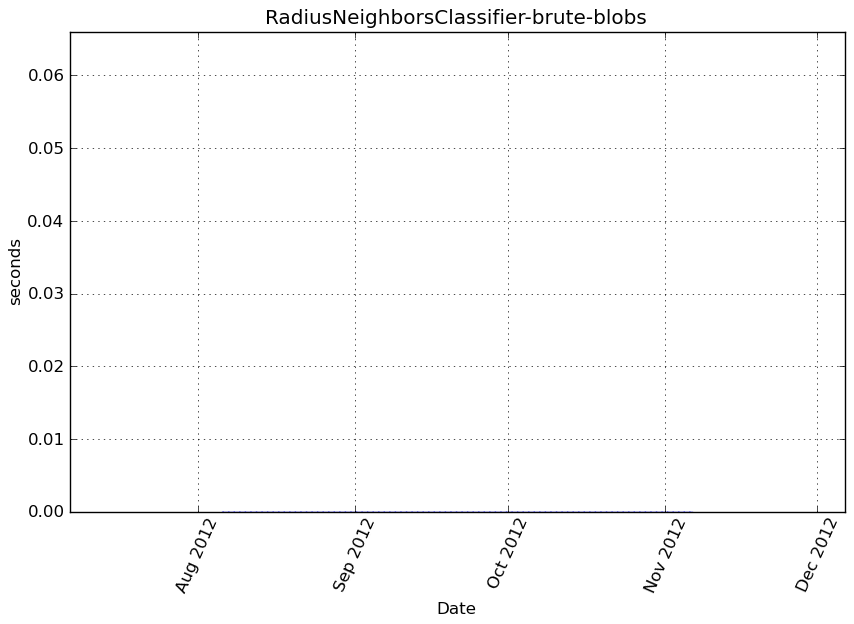 RadiusNeighborsClassifier-brute-blobs
0.06
0.05
0.04
0.03
0.02
0.01
0.00
seconds
Aug 2012
Sep 2012
Oct 2012
Nov 2012
Dec 2012
Date